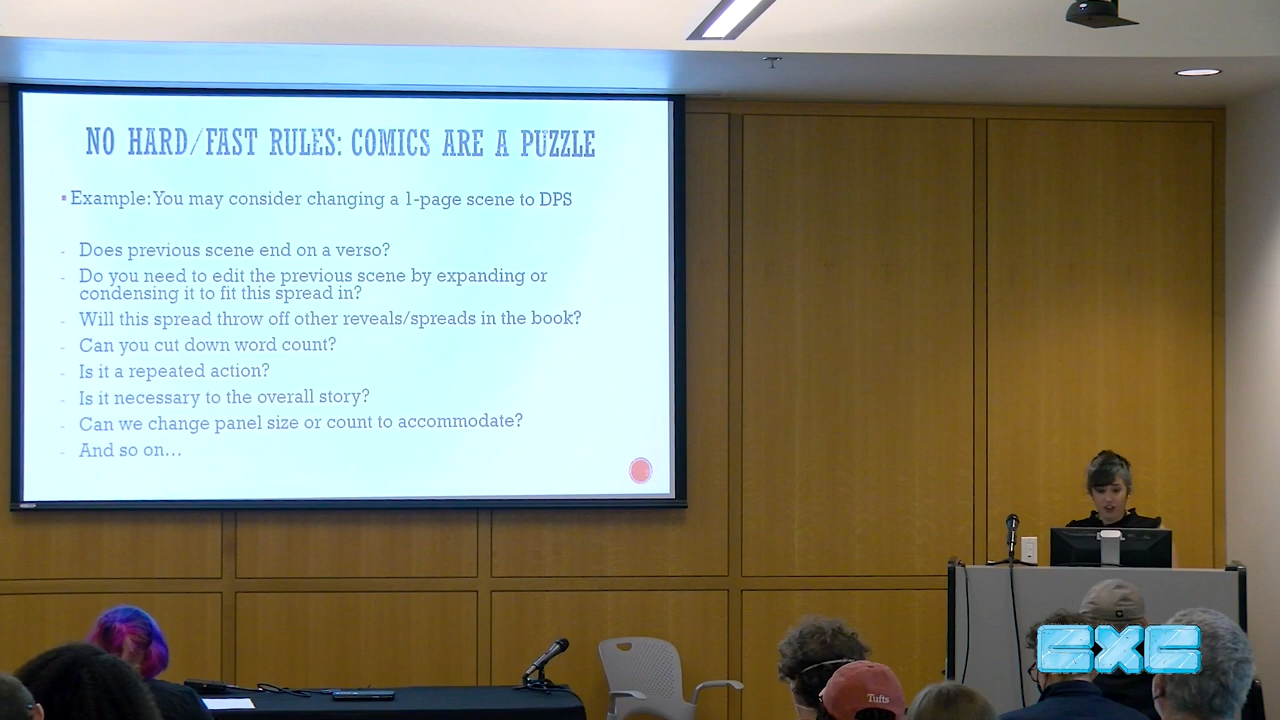 NO HARD/FAST RULES: COMICS ARE A PUZZLE
▪Example: You may consider changing a 1-page scene to DPS
- Does previous scene end on a verso?
- Do you need to edit the previous scene by expanding or
condensing it to fit this spread in?
- Will this spread throw off other reveals/spreads in the book?
- Can you cut down word count?
- Is it a repeated action?
- Is it necessary to the overall story?
- Can we change panel size or count to accommodate?
- And so on...
Tufts
CXC